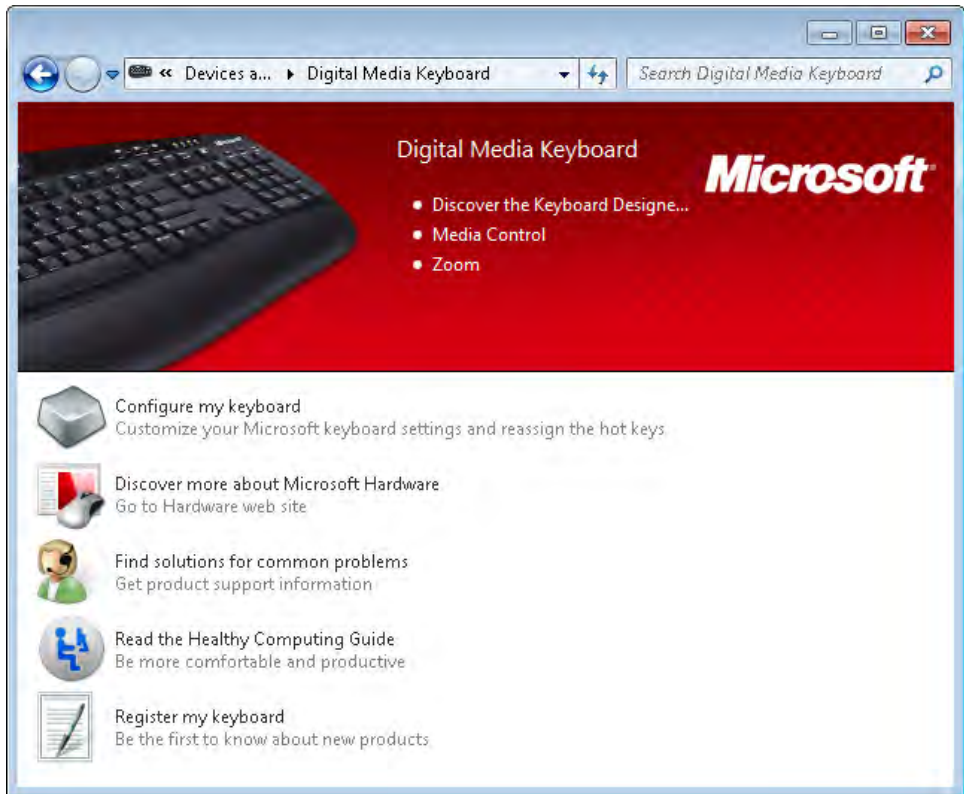 « Devices a... ▸ Digital Media Keyboard
Search Digital Media Keyboard
Digital Media Keyboard
Microsoft
• Discover the Keyboard Designe...
• Media Control
• Zoom
Configure my keyboard
Customize your Microsoft keyboard settings and reassign the hot keys
Discover more about Microsoft Hardware
Go to Hardware web site
Find solutions for common problems
Get product support information
Read the Healthy Computing Guide
Be more comfortable and productive
Register my keyboard
Be the first to know about new products